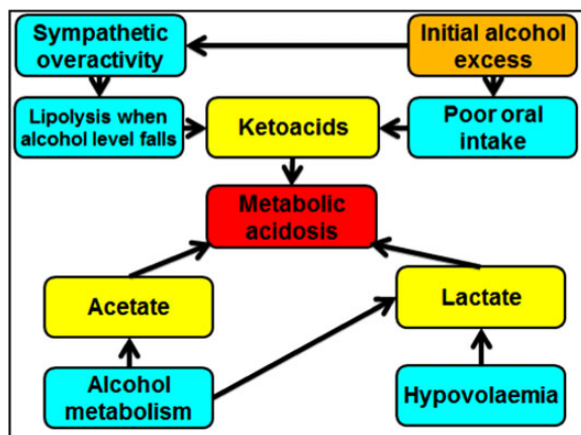 Sympathetic
overactivity
Initial alcohol
excess
Lipolysis when
alcohol level falls
Ketoacids
Poor oral
intake
Metabolic
acidosis
Acetate
Lactate
Alcohol
metabolism
Hypovolaemia